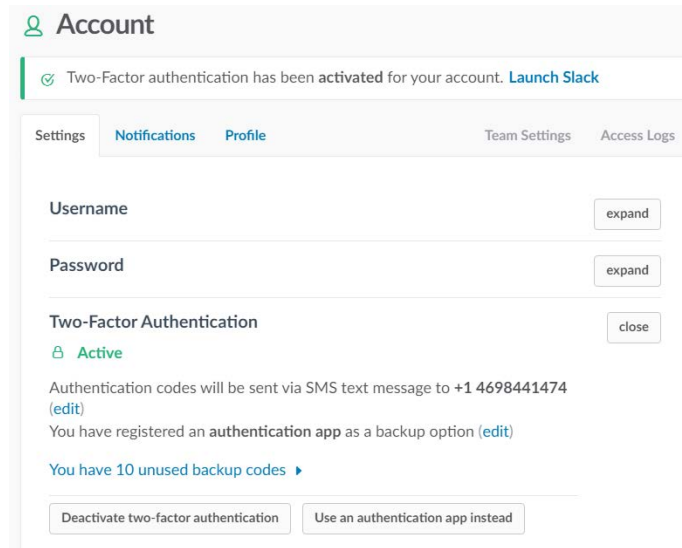 Account
Two-Factor authentication has been activated for your account. Launch Slack
Settings Notifications Profile Team Settings Access Logs
Username expand
Password expand
Two-Factor Authentication close
Active
Authentication codes will be sent via SMS text message to +1 4698441474
(edit)
You have registered an authentication app as a backup option (edit)
You have 10 unused backup codes
Deactivate two-factor authentication Use an authentication app instead